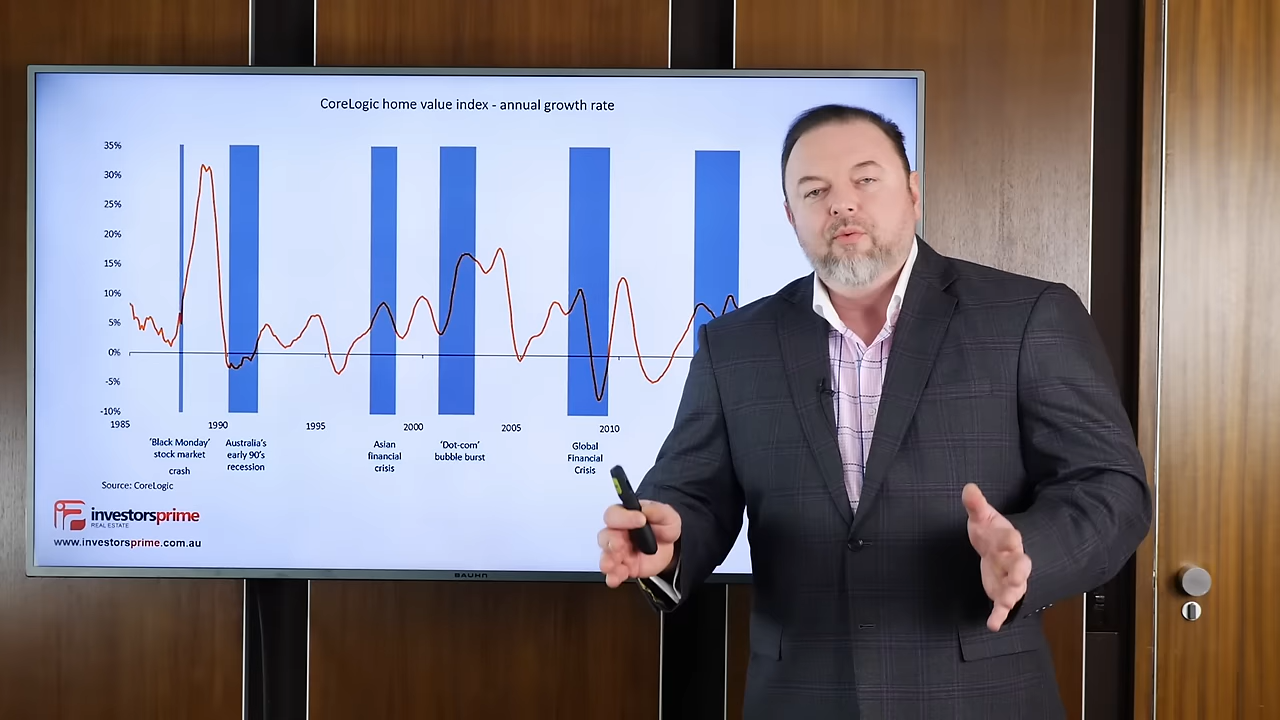 CoreLogic home value index - annual growth rate
35%
30%
25%
20%
15%
10%
5%
0%
-5%
-10%
1985
1990
1995
2000
2005
2010
'Black Monday'
stock market
crash
Australia's
early 90's
recession
Asian
financial
crisis
'Dot-com'
bubble burst
Global
Financial
Crisis
Source: CoreLogic
investorsprime
REAL ESTATE
www.investorsprime.com.au
BAUHN